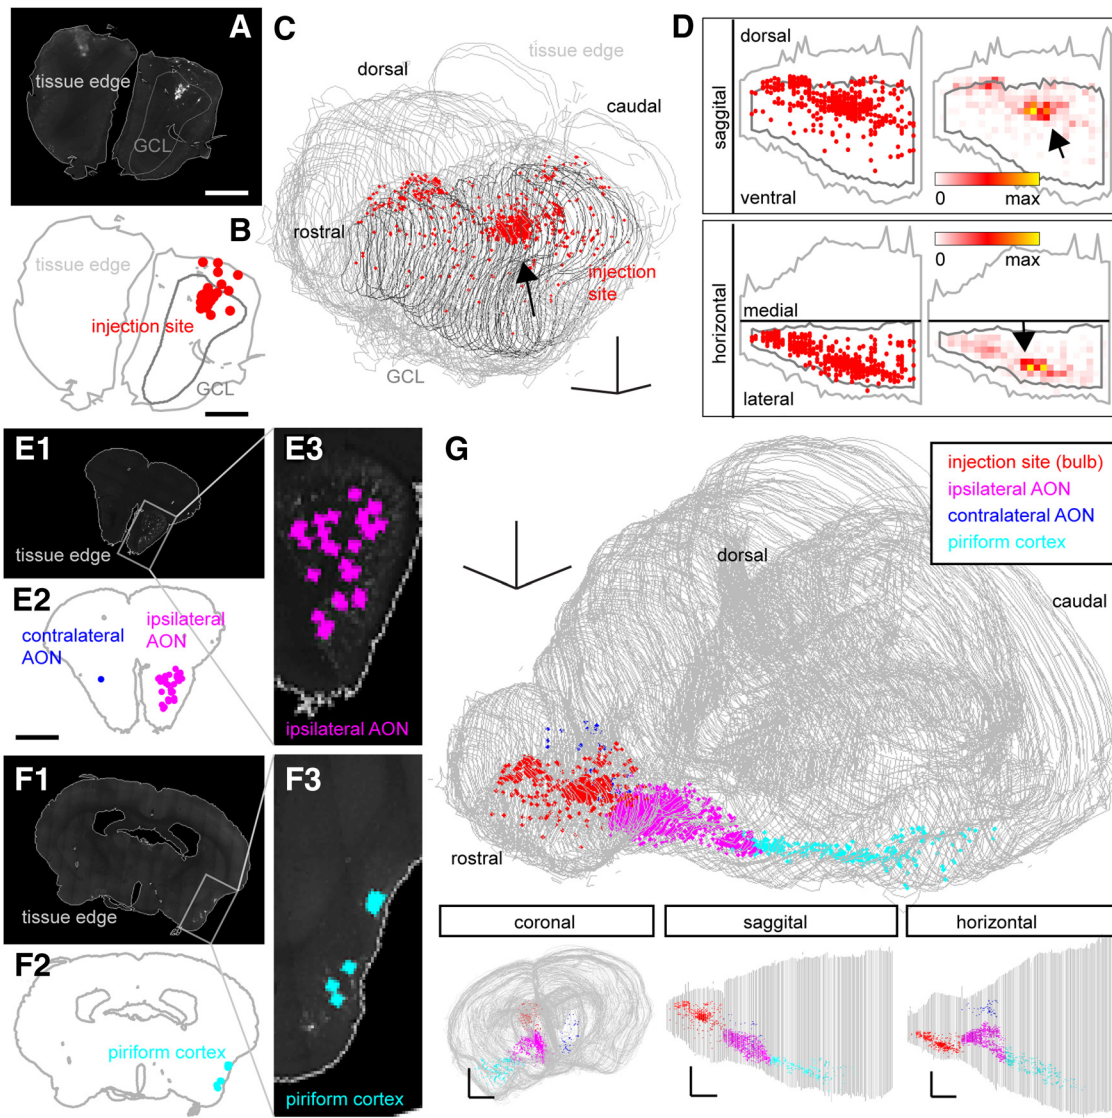 A
tissue edge
GCL
B
tissue edge
injection site
GCL
C
tissue edge
dorsal
caudal
rostral
injection
site
GCL
D
saggital
dorsal
ventral
0 max
horizontal
medial
lateral
0 max
E1
tissue edge
E2
contralateral
AON
ipsilateral
AON
E3
ipsilateral AON
F1
tissue edge
F2
piriform cortex
F3
piriform cortex
G
injection site (bulb)
ipsilateral AON
contralateral AON
piriform cortex
dorsal
caudal
rostral
coronal
saggital
horizontal